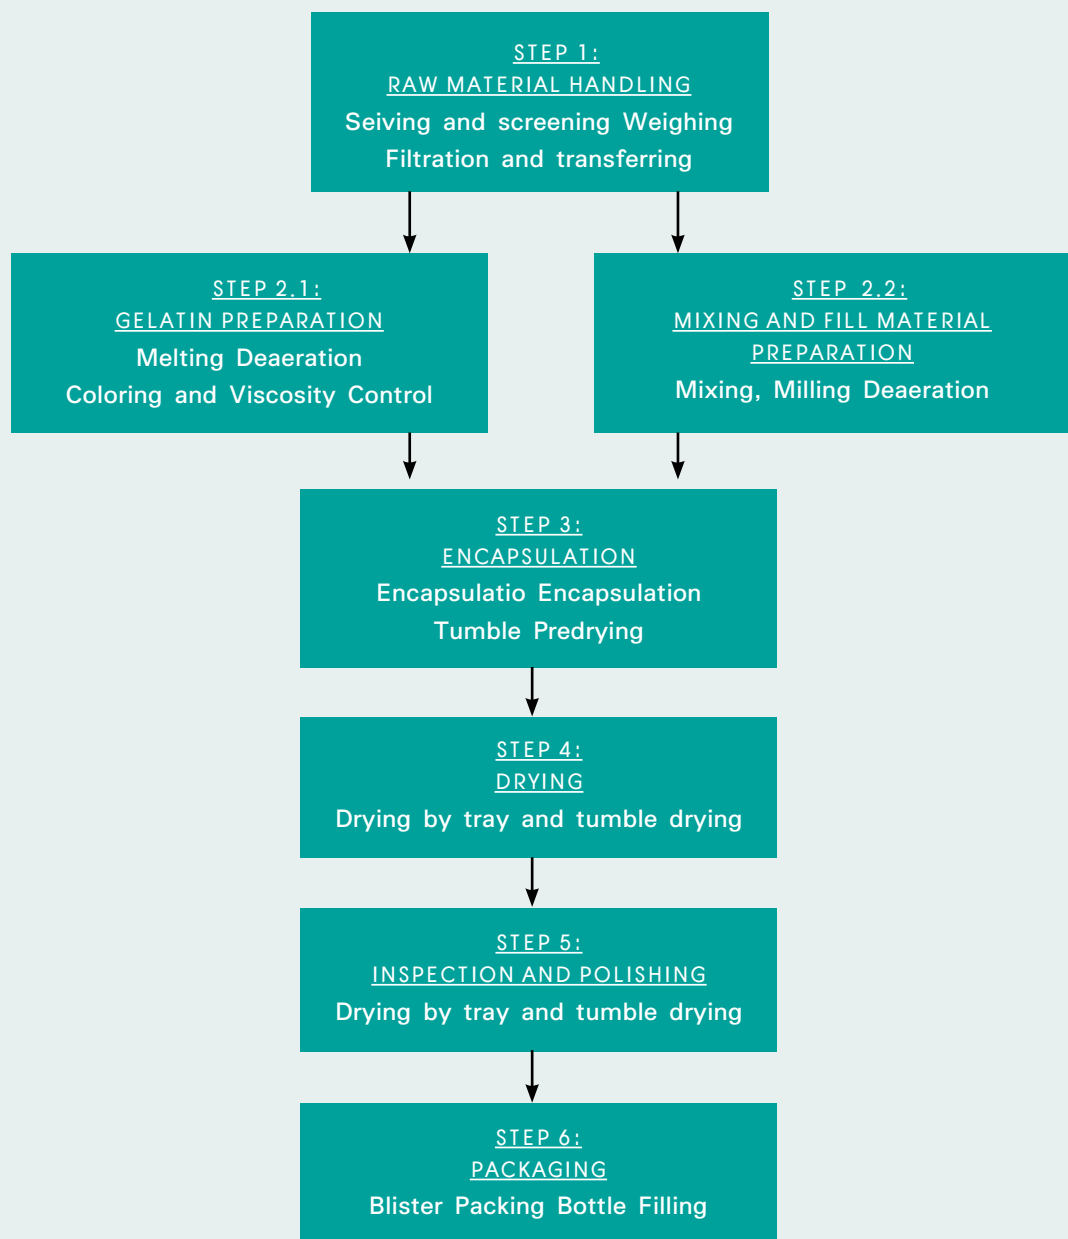 STEP 1:
RAW MATERIAL HANDLING
Seiving and screening Weighing
Filtration and transferring
STEP 2.1:
GELATIN PREPARATION
Melting Deaeration
Coloring and Viscosity Control
STEP 2.2:
MIXING AND FILL MATERIAL
PREPARATION
Mixing, Milling Deaeration
STEP 3:
ENCAPSULATION
Encapsulatio Encapsulation
Tumble Predrying
STEP 4:
DRYING
Drying by tray and tumble drying
STEP 5:
INSPECTION AND POLISHING
Drying by tray and tumble drying
STEP 6:
PACKAGING
Blister Packing Bottle Filling